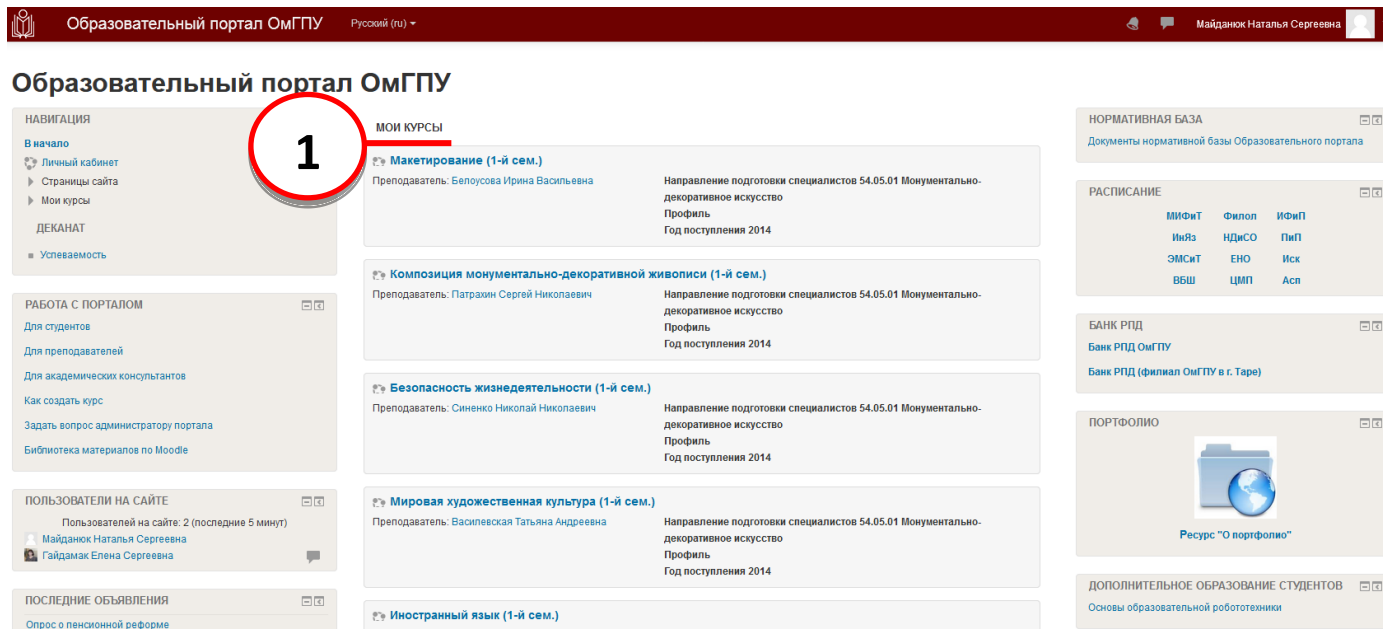 Образовательный портал ОмГПУ
Русский (ru)
Майданюк Наталья Сергеевна
Образовательный портал ОмГПУ
НАВИГАЦИЯ
В начало
Личный кабинет
Страницы сайта
Мои курсы
ДЕКАНАТ
Успеваемость
РАБОТА С ПОРТАЛОМ
Для студентов
Для преподавателей
Для академических консультантов
Как создать курс
Задать вопрос администратору портала
Библиотека материалов по Moodle
ПОЛЬЗОВАТЕЛИ НА САЙТЕ
Пользователей на сайте: 2 (последние 5 минут)
Майданюк Наталья Сергеевна
Гайдамак Елена Сергеевна
ПОСЛЕДНИЕ ОБЪЯВЛЕНИЯ
Опрос о пенсионной реформе
1
МОИ КУРСЫ
Макетирование (1-й сем.)
Преподаватель: Белоусова Ирина Васильевна
Направление подготовки специалистов 54.05.01 Монументально-
декоративное искусство
Профиль
Год поступления 2014
Композиция монументально-декоративной живописи (1-й сем.)
Преподаватель: Патрахин Сергей Николаевич
Направление подготовки специалистов 54.05.01 Монументально-
декоративное искусство
Профиль
Год поступления 2014
Безопасность жизнедеятельности (1-й сем.)
Преподаватель: Синенко Николай Николаевич
Направление подготовки специалистов 54.05.01 Монументально-
декоративное искусство
Профиль
Год поступления 2014
Мировая художественная культура (1-й сем.)
Преподаватель: Василевская Татьяна Андреевна
Направление подготовки специалистов 54.05.01 Монументально-
декоративное искусство
Профиль
Год поступления 2014
Иностранный язык (1-й сем.)
НОРМАТИВНАЯ БАЗА
Документы нормативной базы Образовательного портала
РАСПИСАНИЕ
МИФиТ Филол ИФиП
ИнЯз НДиСО ПиП
ЭМСиТ ЕНО Иск
ВБШ ЦМП Асп
БАНК РПД
Банк РПД ОмГПУ
Банк РПД (филиал ОмГПУ в г. Таре)
ПОРТФОЛИО
Ресурс "О портфолио"
ДОПОЛНИТЕЛЬНОЕ ОБРАЗОВАНИЕ СТУДЕНТОВ
Основы образовательной робототехники